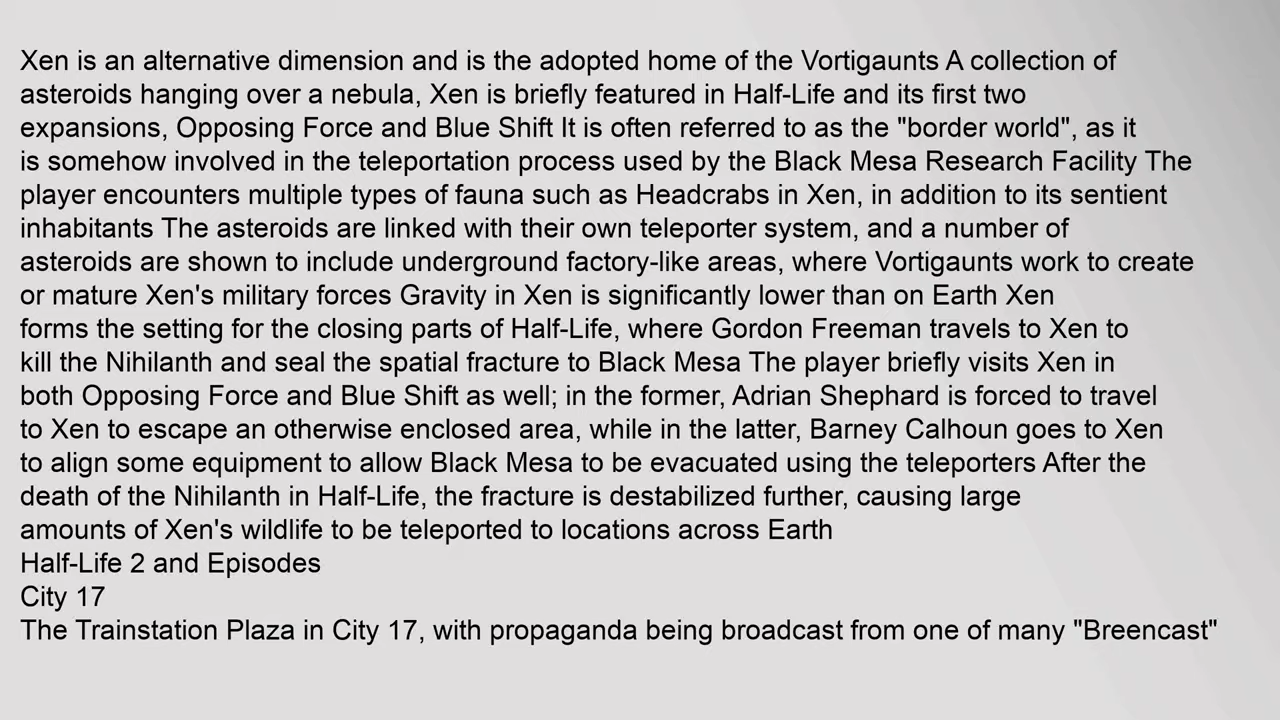 Xen is an alternative dimension and is the adopted home of the Vortigaunts A collection of
asteroids hanging over a nebula, Xen is briefly featured in Half-Life and its first two
expansions, Opposing Force and Blue Shift It is often referred to as the "border world", as it
is somehow involved in the teleportation process used by the Black Mesa Research Facility The
player encounters multiple types of fauna such as Headcrabs in Xen, in addition to its sentient
inhabitants The asteroids are linked with their own teleporter system, and a number of
asteroids are shown to include underground factory-like areas, where Vortigaunts work to create
or mature Xen's military forces Gravity in Xen is significantly lower than on Earth Xen
forms the setting for the closing parts of Half-Life, where Gordon Freeman travels to Xen to
kill the Nihilanth and seal the spatial fracture to Black Mesa The player briefly visits Xen in
both Opposing Force and Blue Shift as well; in the former, Adrian Shephard is forced to travel
to Xen to escape an otherwise enclosed area, while in the latter, Barney Calhoun goes to Xen
to align some equipment to allow Black Mesa to be evacuated using the teleporters After the
death of the Nihilanth in Half-Life, the fracture is destabilized further, causing large
amounts of Xen's wildlife to be teleported to locations across Earth
Half-Life 2 and Episodes
City 17
The Trainstation Plaza in City 17, with propaganda being broadcast from one of many "Breencast"